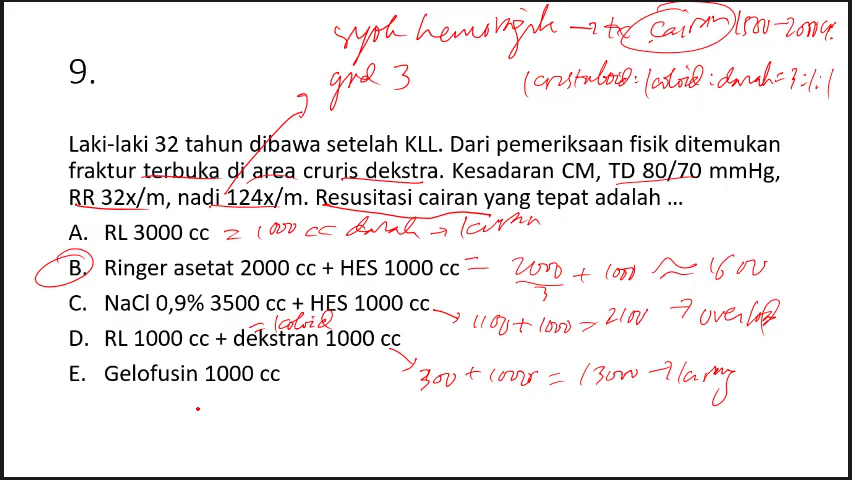 syok hemoragik → tx cairan 1500 - 2000 cc
9.
grad 3
(cristaloid : koloid : darah = 3 : 1 : 1
Laki-laki 32 tahun dibawa setelah KLL. Dari pemeriksaan fisik ditemukan
fraktur terbuka di area cruris dekstra. Kesadaran CM, TD 80/70 mmHg,
RR 32x/m, nadi 124x/m. Resusitasi cairan yang tepat adalah ...
A. RL 3000 cc = 1000 cc darah → kurang
B. Ringer asetat 2000 cc + HES 1000 cc = 2000/3 + 1000 ≈ 1600
C. NaCl 0,9% 3500 cc + HES 1000 cc → 1100 + 1000 = 2100 → overload
= koloid
D. RL 1000 cc + dekstran 1000 cc → 300 + 1000 = 1300 → kurang
E. Gelofusin 1000 cc